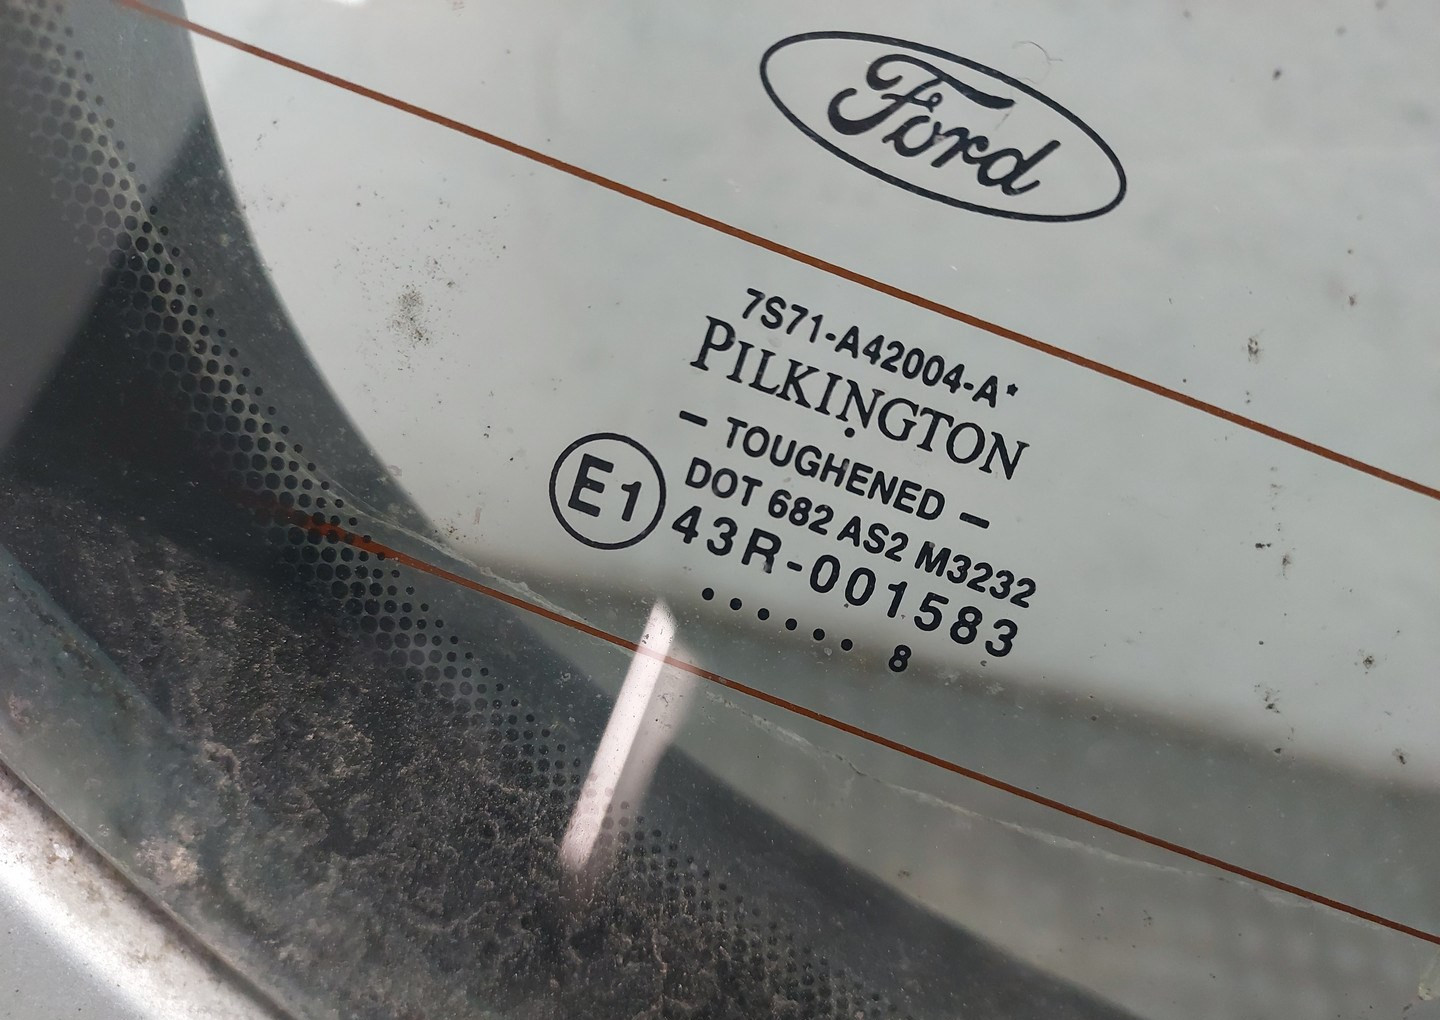 Ford
7S71-A42004-A*
PILKINGTON
- TOUGHENED -
E1
DOT 682 AS2 M3232
43R-001583
...... 8